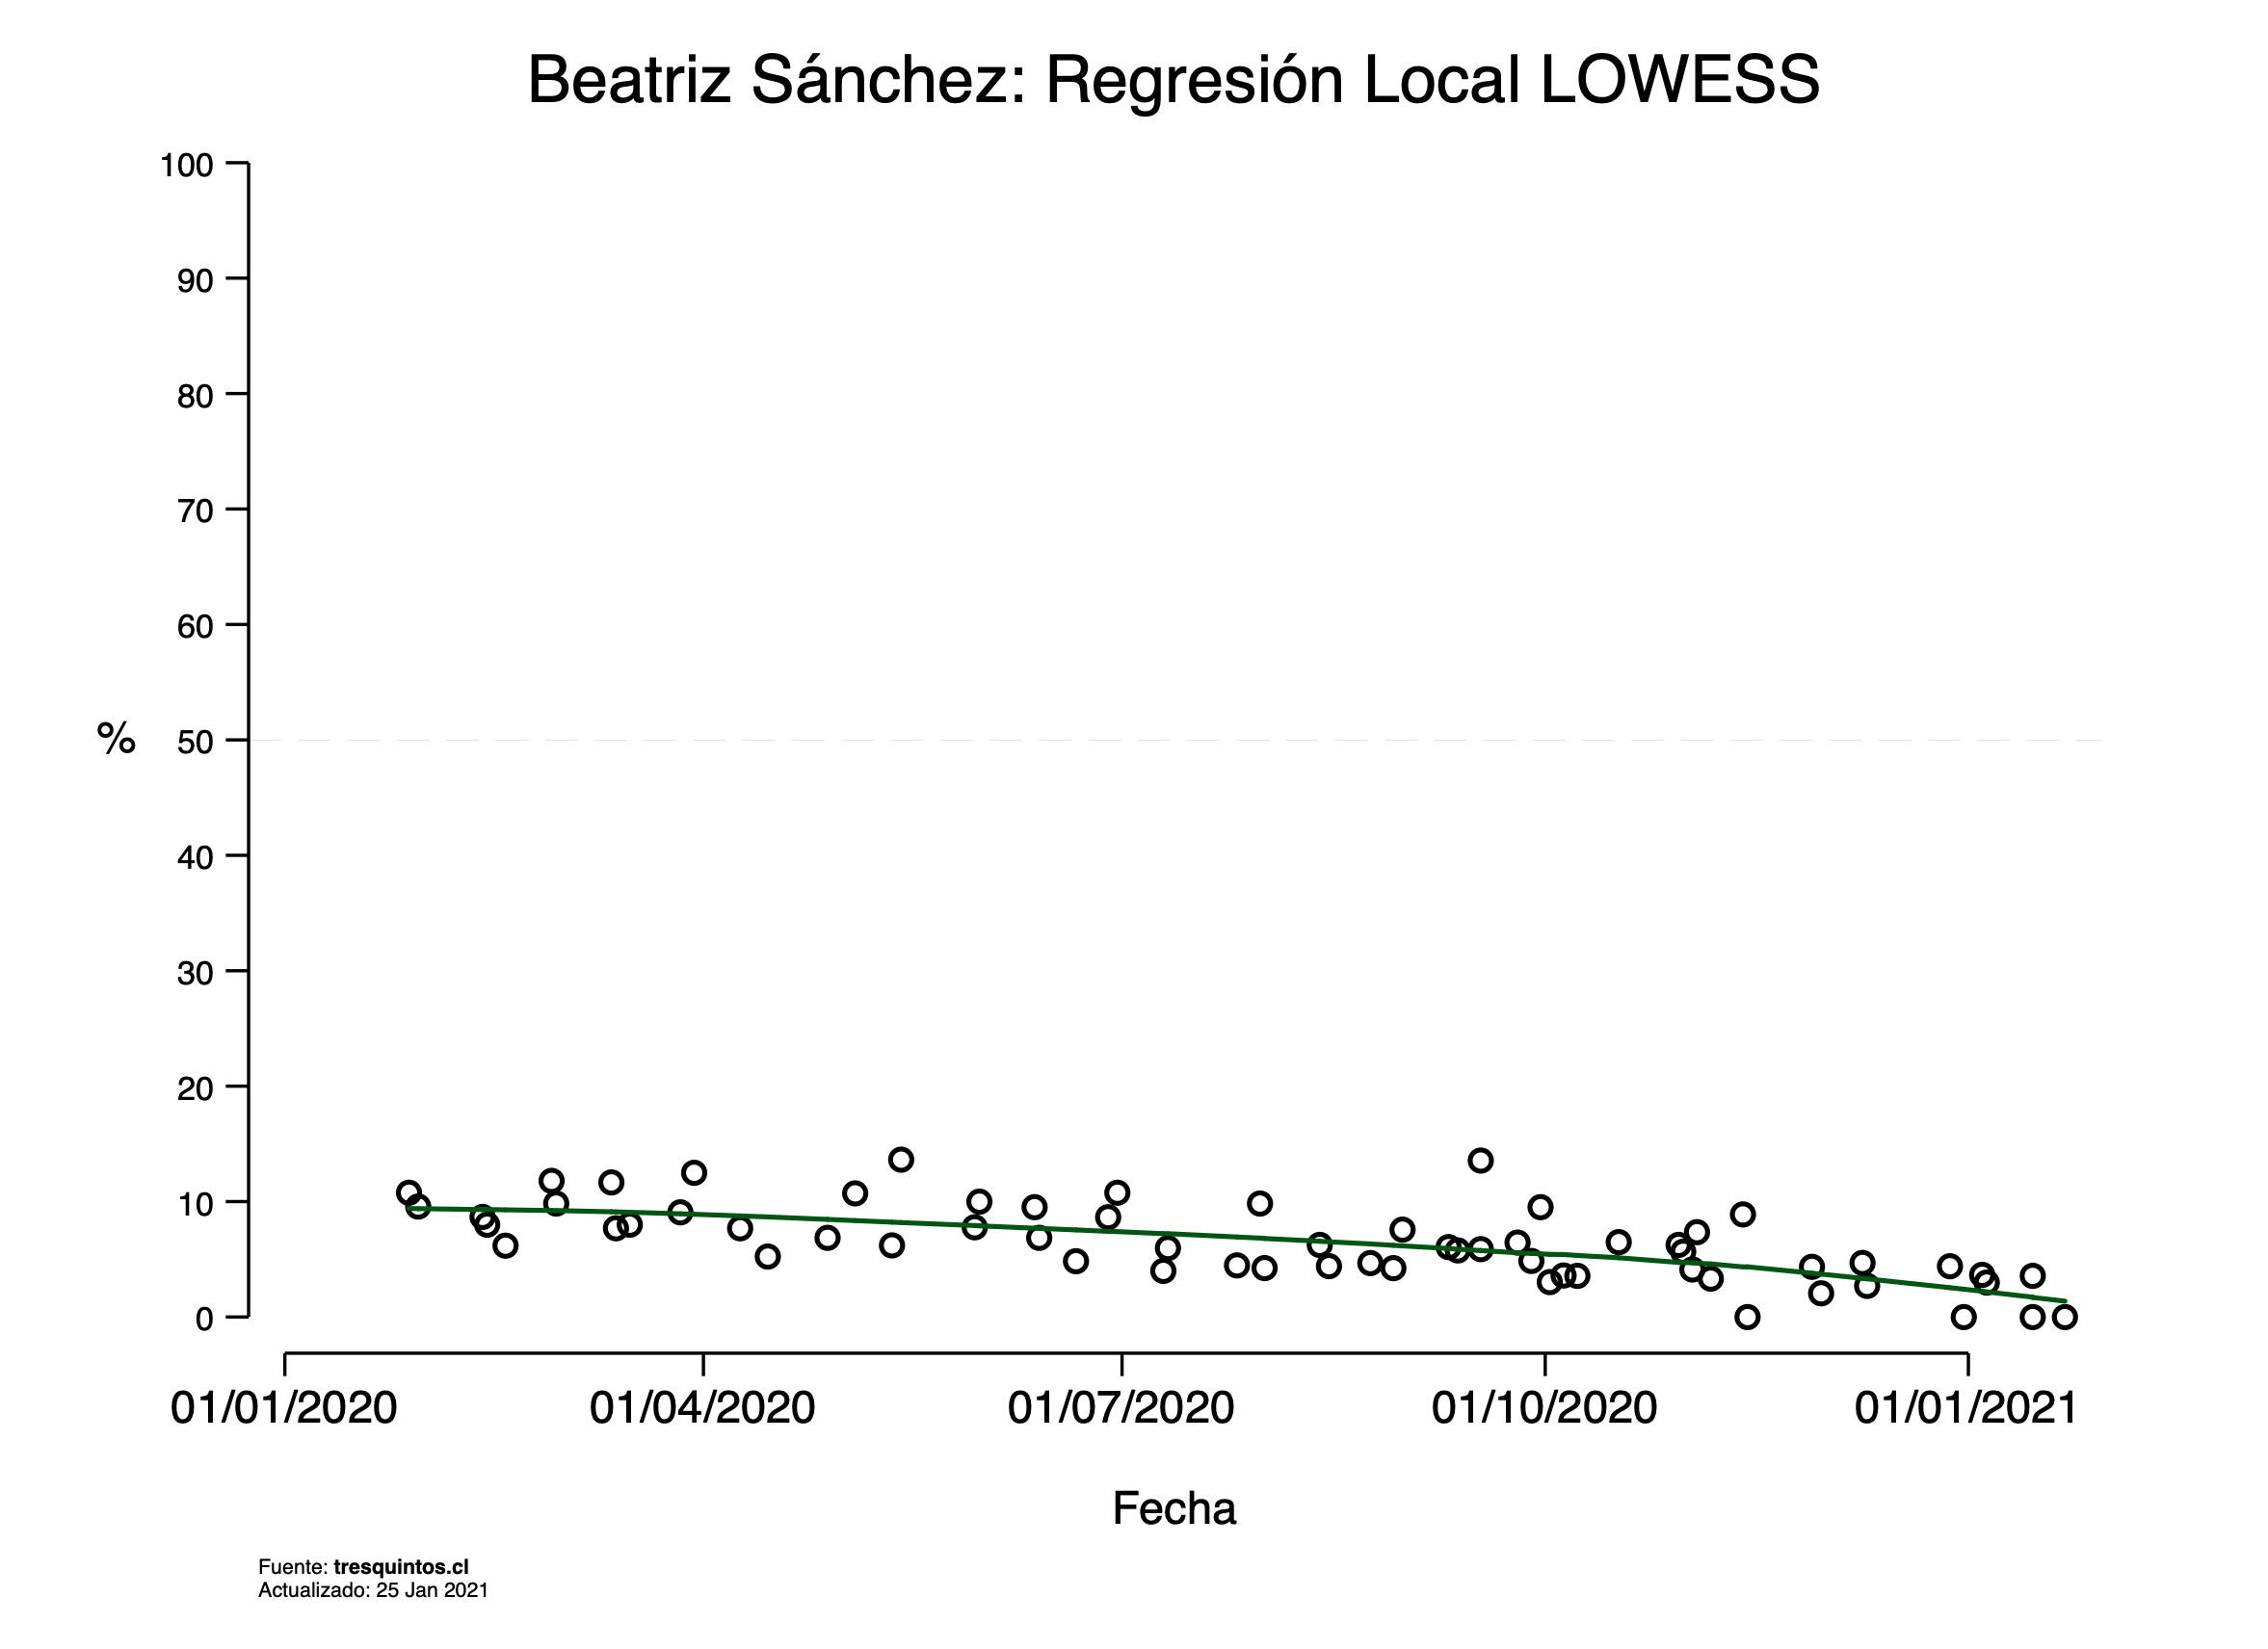 Beatriz Sánchez: Regresión Local LOWESS
100
90
80
70
60
% 50
40
30
20
10
0
01/01/2020 01/04/2020 01/07/2020 01/10/2020 01/01/2021
Fecha
Fuente: tresquintos.cl
Actualizado: 25 Jan 2021